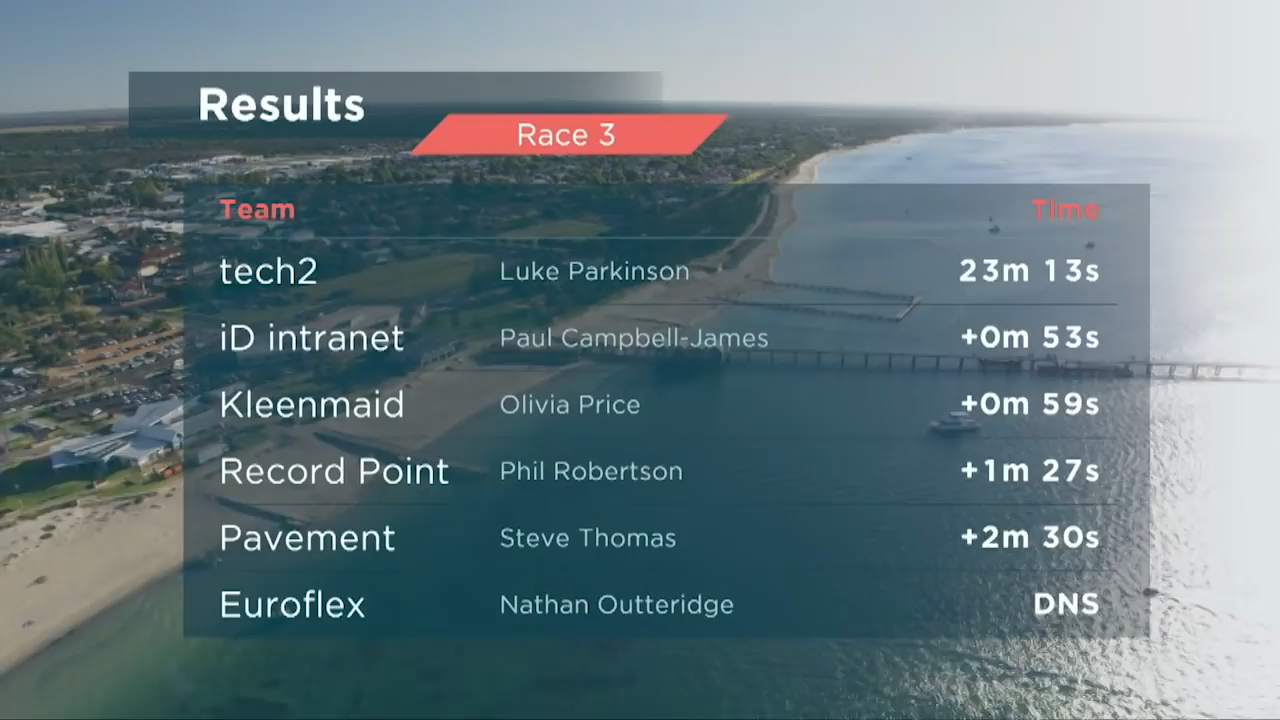 Results
Race 3
Team Time
tech2 Luke Parkinson 23m 13s
iD intranet Paul Campbell-James +0m 53s
Kleenmaid Olivia Price +0m 59s
Record Point Phil Robertson +1m 27s
Pavement Steve Thomas +2m 30s
Euroflex Nathan Outteridge DNS